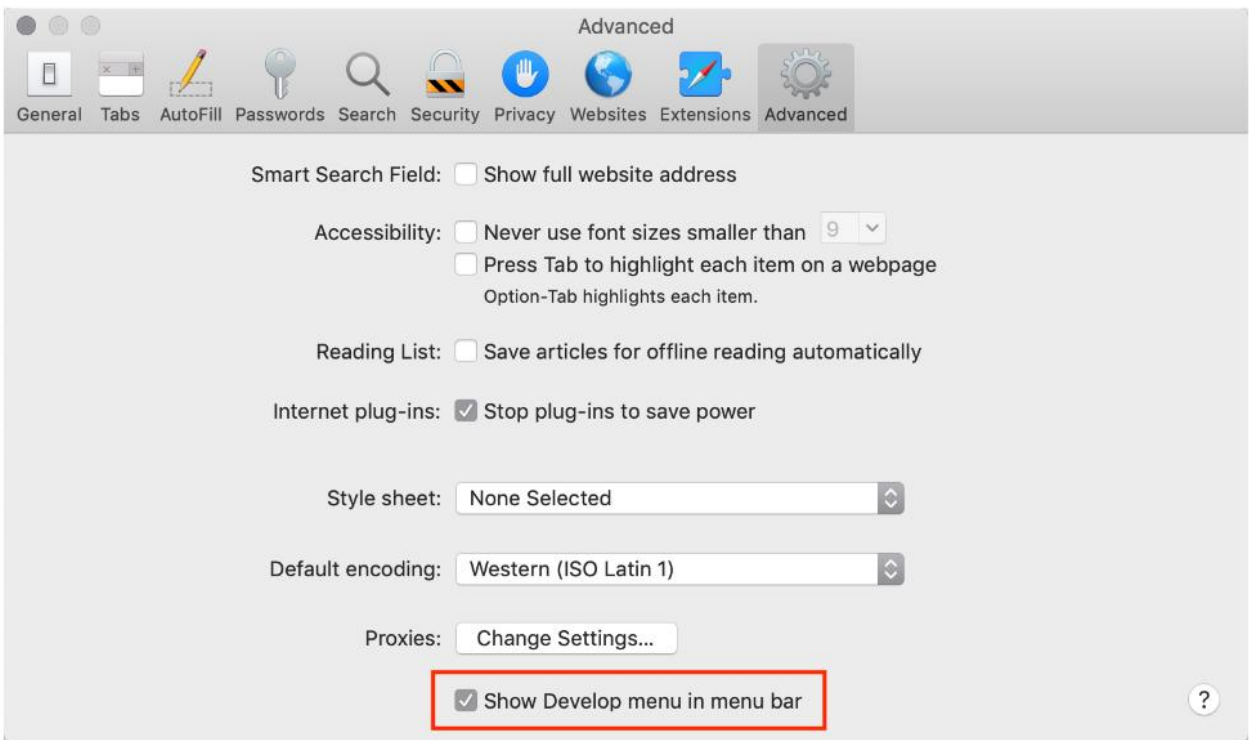 Advanced
General Tabs AutoFill Passwords Search Security Privacy Websites Extensions Advanced
Smart Search Field: Show full website address
Accessibility: Never use font sizes smaller than 9
Press Tab to highlight each item on a webpage
Option-Tab highlights each item.
Reading List: Save articles for offline reading automatically
Internet plug-ins: Stop plug-ins to save power
Style sheet: None Selected
Default encoding: Western (ISO Latin 1)
Proxies: Change Settings...
Show Develop menu in menu bar ?